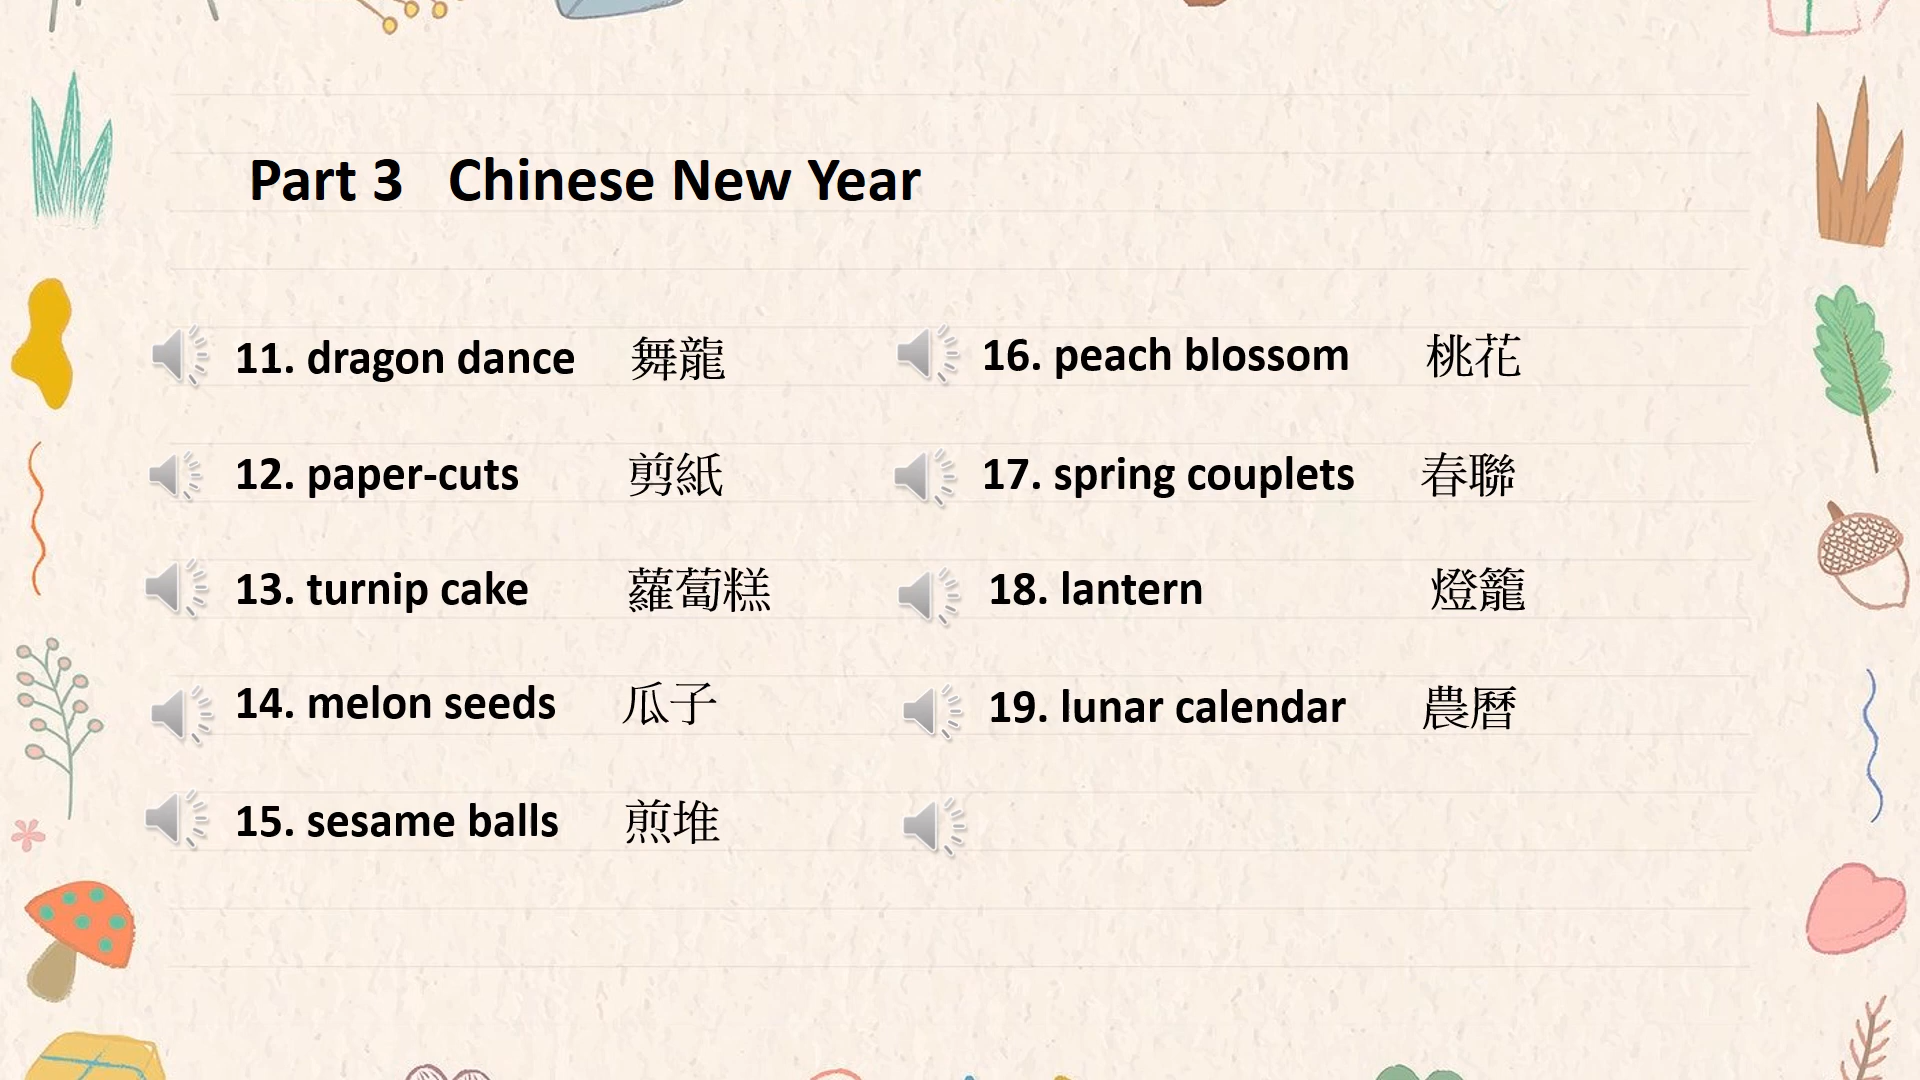 Part 3 Chinese New Year
11. dragon dance 舞龍
12. paper-cuts 剪紙
13. turnip cake 蘿蔔糕
14. melon seeds 瓜子
15. sesame balls 煎堆
16. peach blossom 桃花
17. spring couplets 春聯
18. lantern 燈籠
19. lunar calendar 農曆